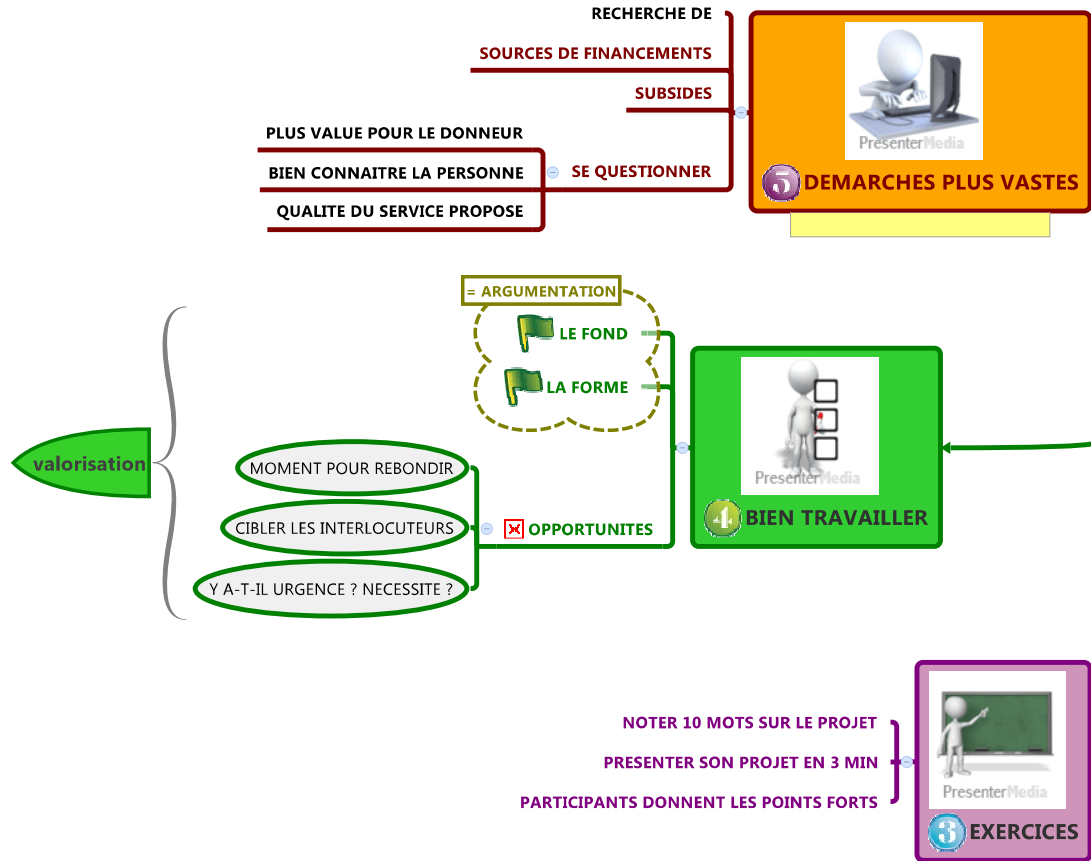 RECHERCHE DE
SOURCES DE FINANCEMENTS
SUBSIDES
PLUS VALUE POUR LE DONNEUR
BIEN CONNAITRE LA PERSONNE
SE QUESTIONNER
QUALITE DU SERVICE PROPOSE
PresenterMedia
5 DEMARCHES PLUS VASTES
= ARGUMENTATION
LE FOND
LA FORME
valorisation
MOMENT POUR REBONDIR
CIBLER LES INTERLOCUTEURS
OPPORTUNITES
Y A-T-IL URGENCE ? NECESSITE ?
PresenterMedia
4 BIEN TRAVAILLER
NOTER 10 MOTS SUR LE PROJET
PRESENTER SON PROJET EN 3 MIN
PARTICIPANTS DONNENT LES POINTS FORTS
PresenterMedia
3 EXERCICES